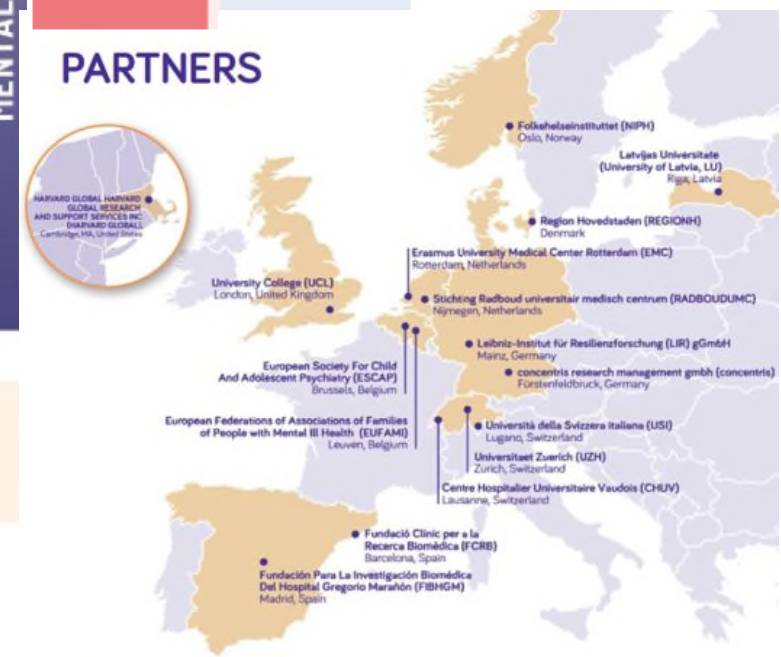 MENTAL
PARTNERS
HARVARD GLOBAL HARVARD
GLOBAL RESEARCH
AND SUPPORT SERVICES INC
(HARVARD GLOBAL)
Cambridge, MA, United States
Folkehelseinstituttet (NIPH)
Oslo, Norway
Latvijas Universitate
(University of Latvia, LU)
Riga, Latvia
Region Hovedstaden (REGIONH)
Denmark
Erasmus University Medical Center Rotterdam (EMC)
Rotterdam, Netherlands
University College (UCL)
London, United Kingdom
Stichting Radboud universitair medisch centrum (RADBOUDUMC)
Nijmegen, Netherlands
Leibniz-Institut für Resilienzforschung (LIR) gGmbH
Mainz, Germany
European Society For Child
And Adolescent Psychiatry (ESCAP)
Brussels, Belgium
concentris research management gmbh (concentris)
Fürstenfeldbruck, Germany
European Federations of Associations of Families
of People with Mental Ill Health (EUFAMI)
Leuven, Belgium
Università della Svizzera italiana (USI)
Lugano, Switzerland
Universitaet Zuerich (UZH)
Zurich, Switzerland
Centre Hospitalier Universitaire Vaudois (CHUV)
Lausanne, Switzerland
Fundació Clínic per a la
Recerca Biomèdica (FCRB)
Barcelona, Spain
Fundación Para La Investigación Biomédica
Del Hospital Gregorio Marañón (FIBHGM)
Madrid, Spain